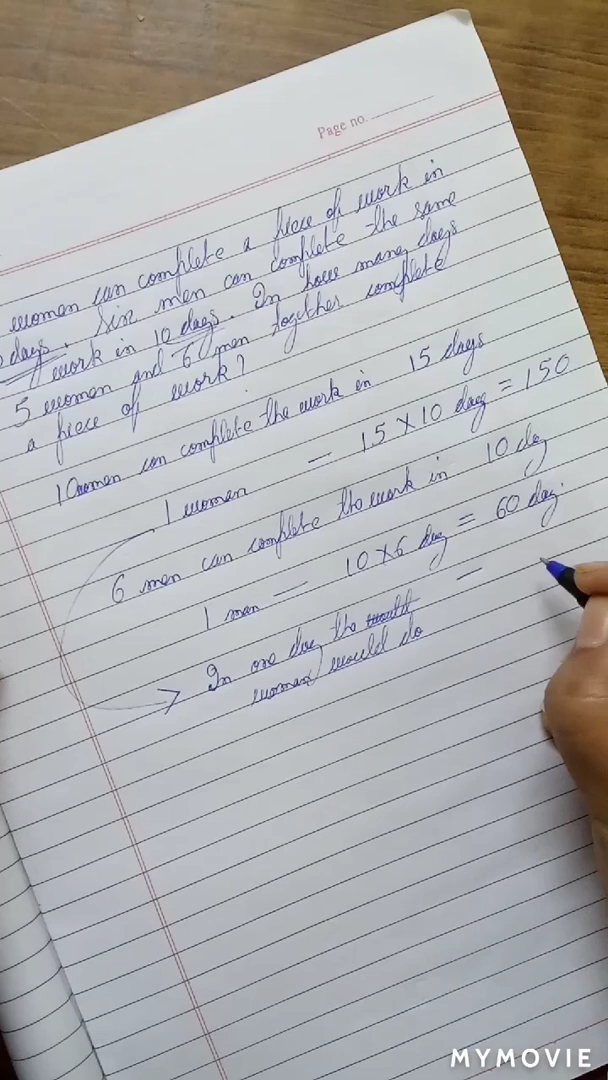 Page no.
women can complete a piece of work in
days. Six men can complete the same
work in 10 days. In how many days
5 women and 6 men together complete
a piece of work?
10 women can complete the work in 15 days
1 women — 15 × 10 days = 150
6 men can complete the work in 10 day
1 man — 10 × 6 day = 60 day.
In one day the would —
woman would do
MYMOVIE